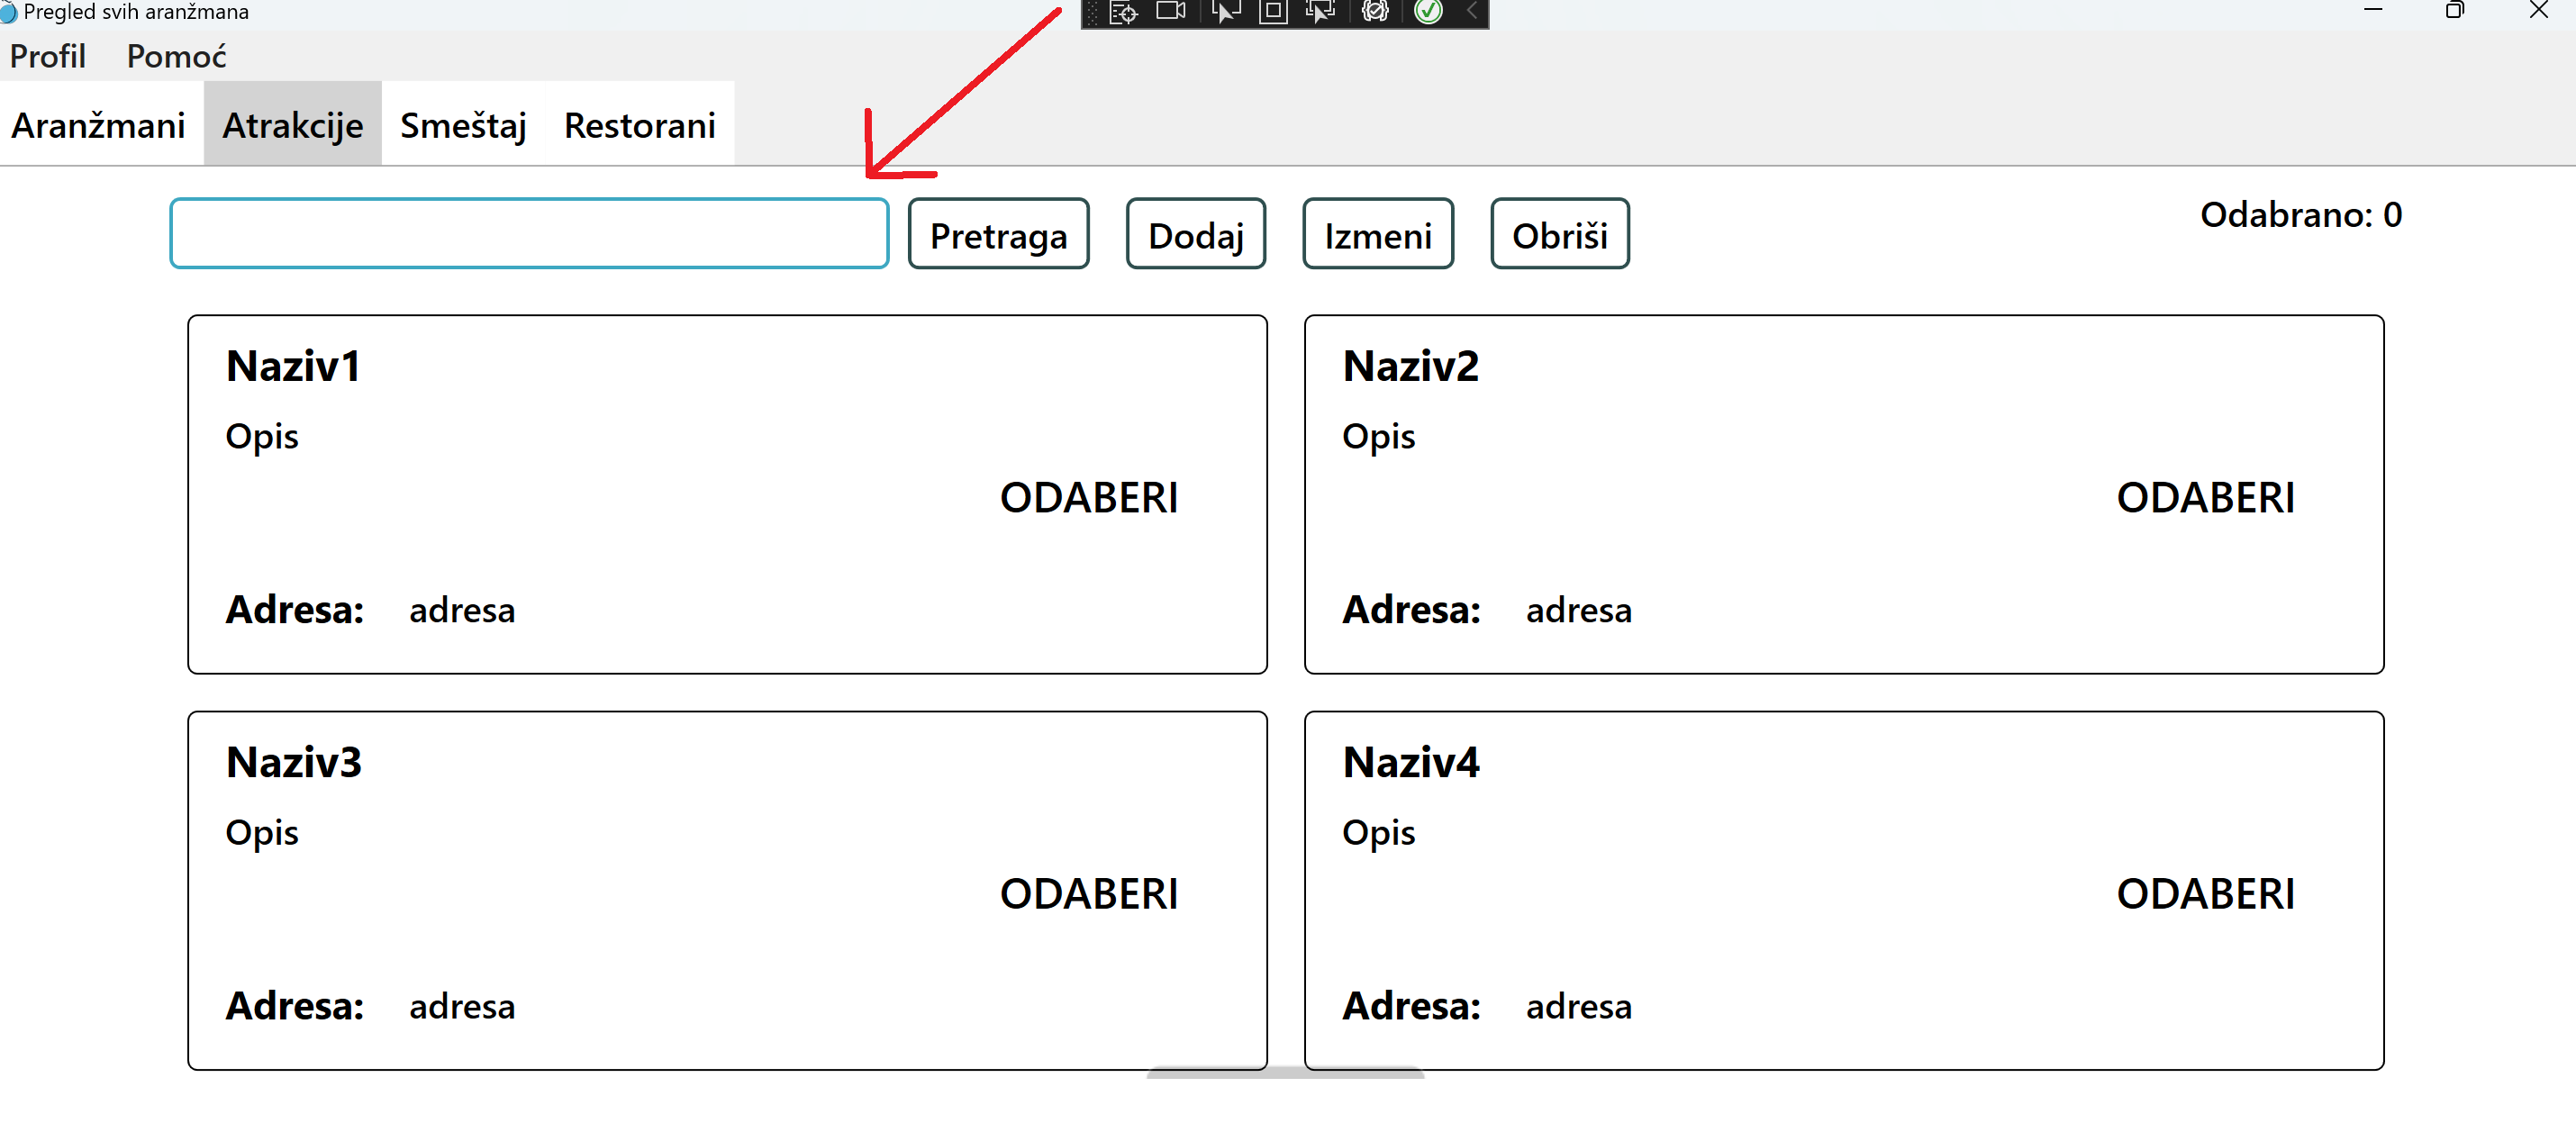 Pregled svih aranžmana
Profil Pomoć
Aranžmani Atrakcije Smeštaj Restorani
Pretraga Dodaj Izmeni Obriši Odabrano: 0
Naziv1
Opis
ODABERI
Adresa: adresa
Naziv2
Opis
ODABERI
Adresa: adresa
Naziv3
Opis
ODABERI
Adresa: adresa
Naziv4
Opis
ODABERI
Adresa: adresa